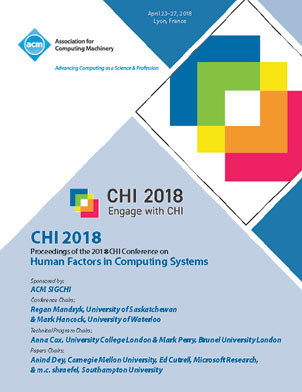 April 23-27, 2018
Lyon, France
acm
Association for
Computing Machinery
Advancing Computing as a Science & Profession
CHI 2018
Engage with CHI
CHI 2018
Proceedings of the 2018 CHI Conference on
Human Factors in Computing Systems
Sponsored by:
ACM SIGCHI
Conference Chairs:
Regan Mandryk, University of Saskatchewan
& Mark Hancock, University of Waterloo
Technical Program Chairs:
Anna Cox, University College London & Mark Perry, Brunel University London
Papers Chairs:
Anind Dey, Carnegie Mellon University, Ed Cutrell, Microsoft Research,
& m.c. shraefel, Southampton University